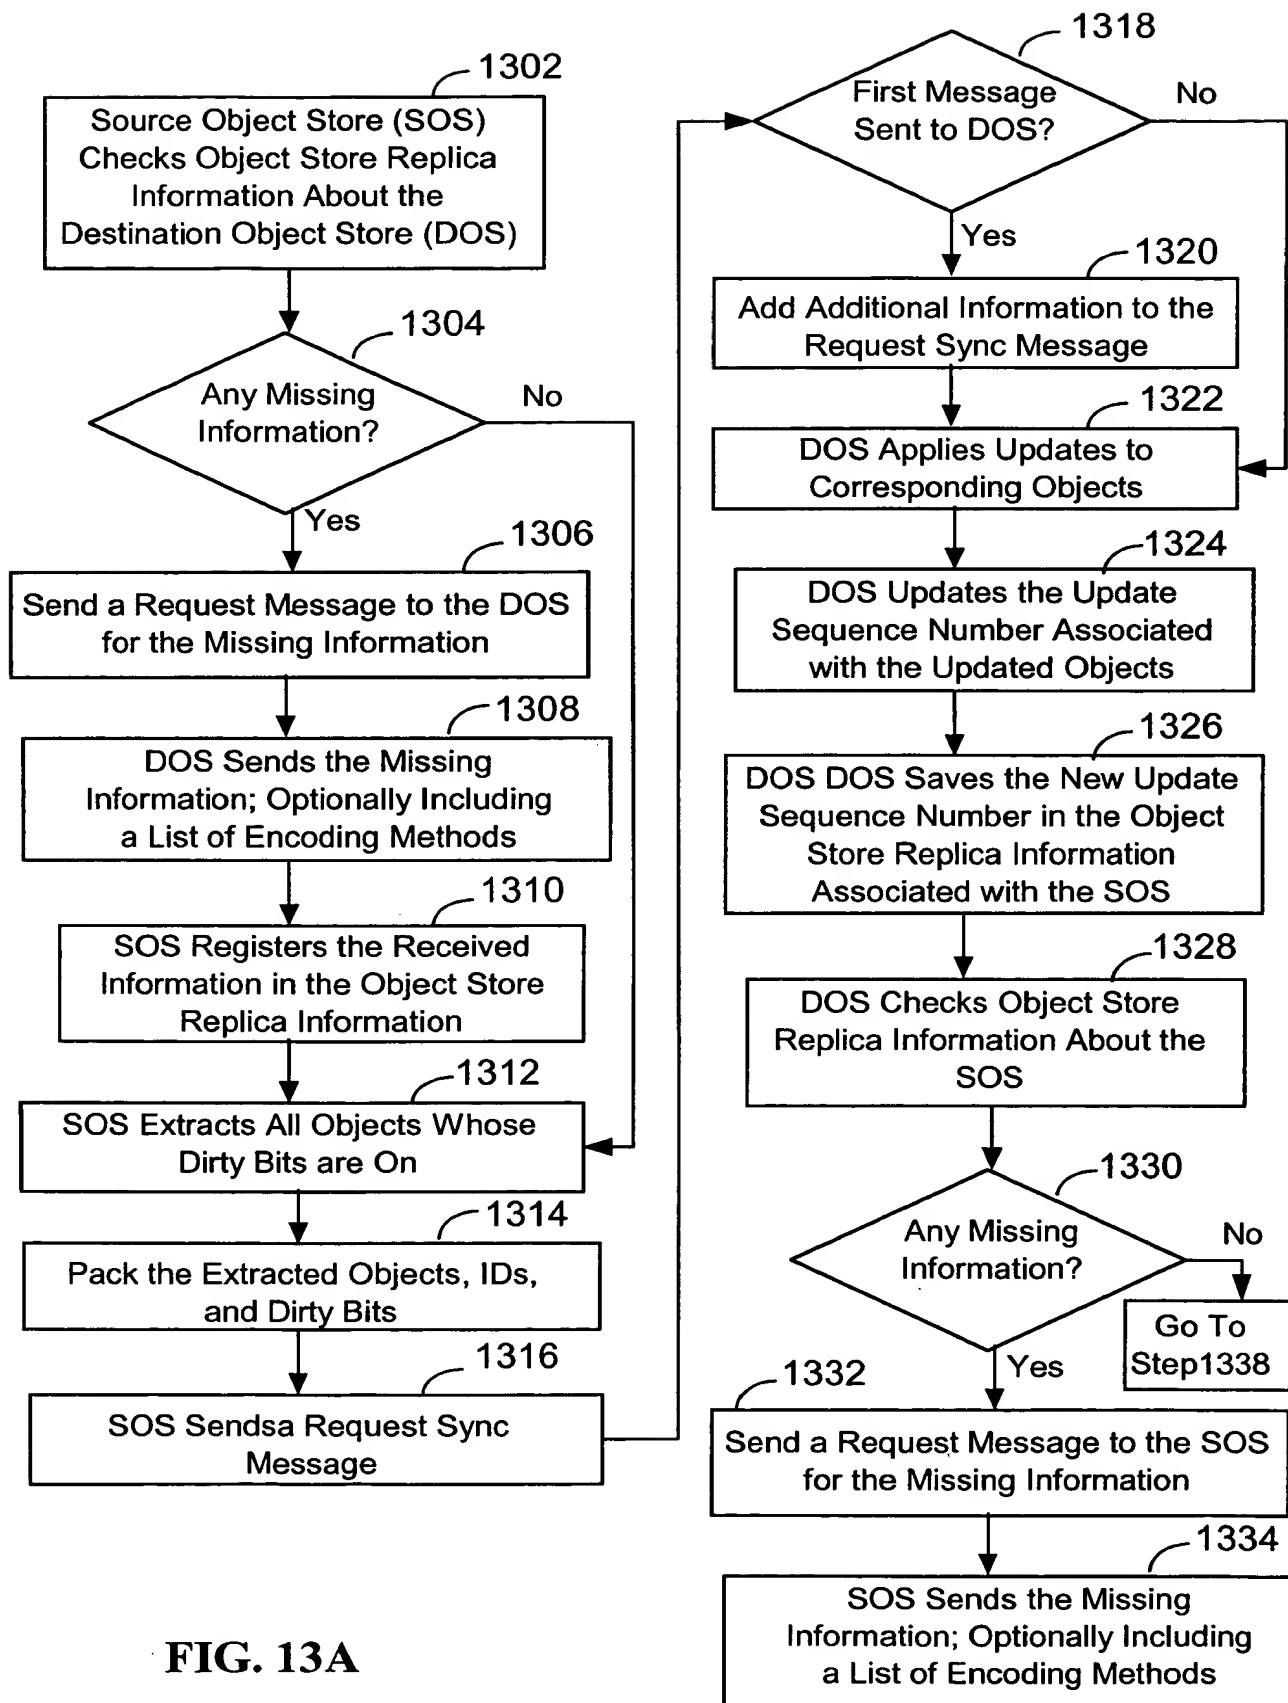 1302
Source Object Store (SOS)
Checks Object Store Replica
Information About the
Destination Object Store (DOS)
1304
Any Missing
Information?
No
Yes
1306
Send a Request Message to the DOS
for the Missing Information
1308
DOS Sends the Missing
Information; Optionally Including
a List of Encoding Methods
1310
SOS Registers the Received
Information in the Object Store
Replica Information
1312
SOS Extracts All Objects Whose
Dirty Bits are On
1314
Pack the Extracted Objects, IDs,
and Dirty Bits
1316
SOS Sendsa Request Sync
Message
1318
First Message
Sent to DOS?
No
Yes
1320
Add Additional Information to the
Request Sync Message
1322
DOS Applies Updates to
Corresponding Objects
1324
DOS Updates the Update
Sequence Number Associated
with the Updated Objects
1326
DOS DOS Saves the New Update
Sequence Number in the Object
Store Replica Information
Associated with the SOS
1328
DOS Checks Object Store
Replica Information About the
SOS
1330
Any Missing
Information?
No
Go To
Step1338
Yes
1332
Send a Request Message to the SOS
for the Missing Information
1334
SOS Sends the Missing
Information; Optionally Including
a List of Encoding Methods
FIG. 13A